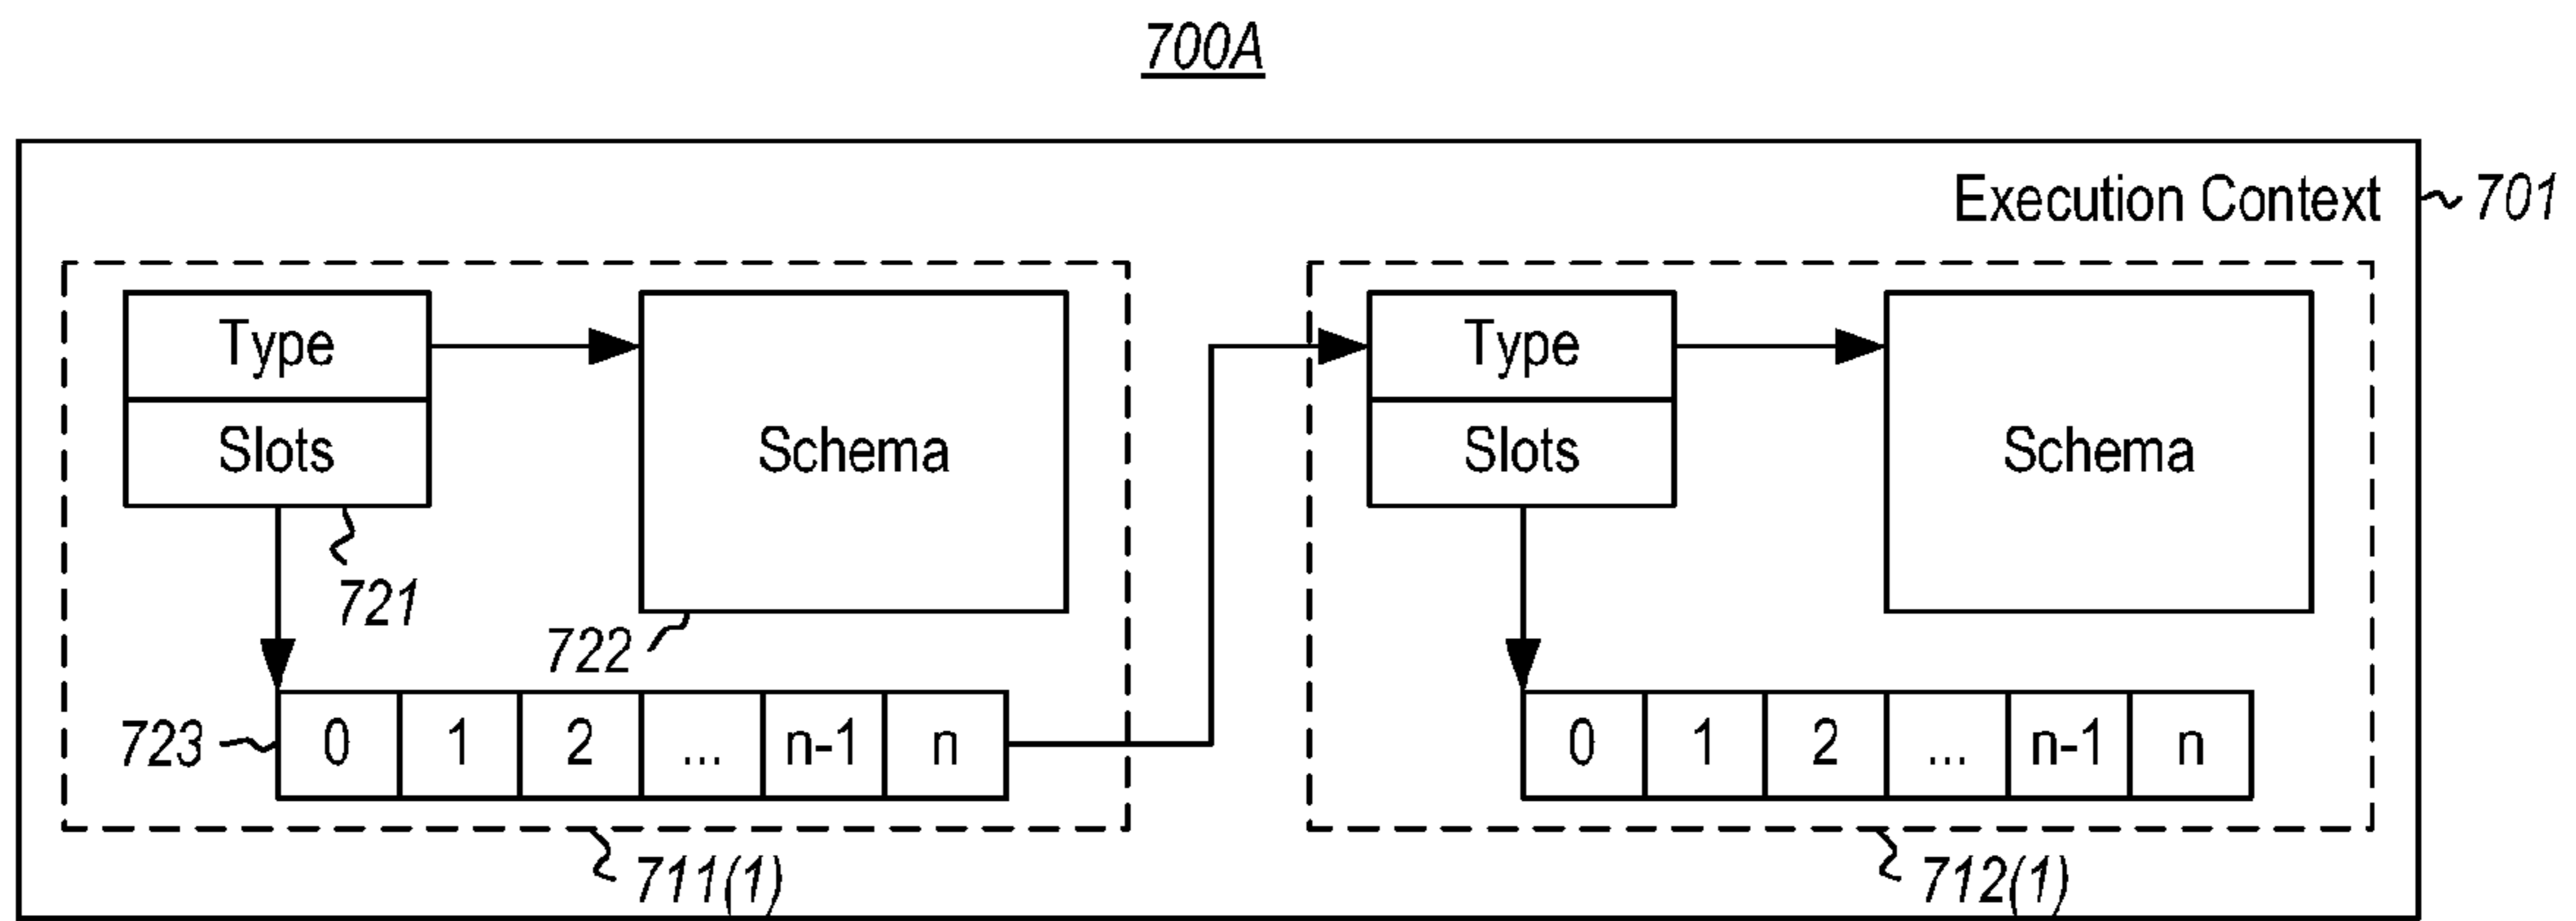 700A
Execution Context 701
Type
Slots
Schema
721
722
723 0 1 2 ... n-1 n
711(1)
Type
Slots
Schema
0 1 2 ... n-1 n
712(1)